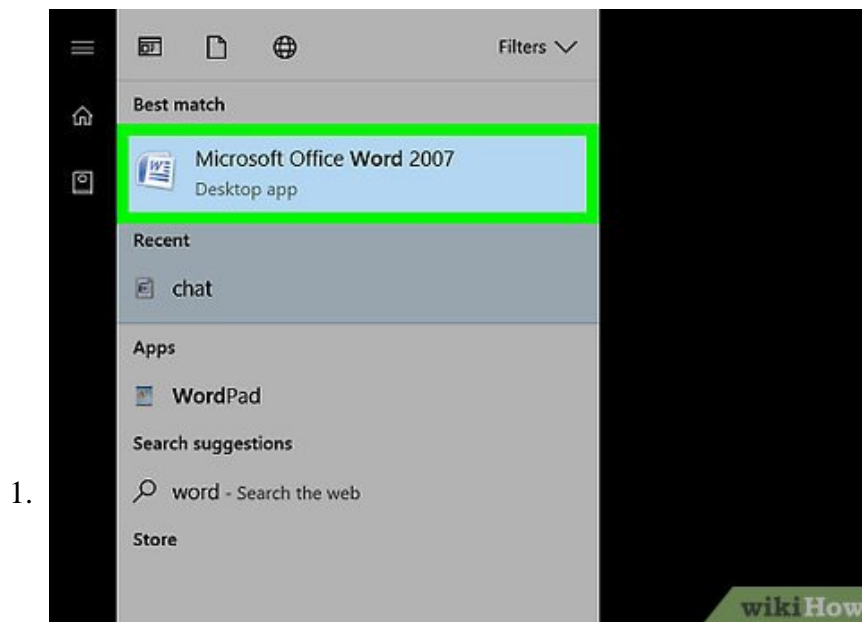 Filters
Best match
Microsoft Office Word 2007
Desktop app
Recent
chat
Apps
WordPad
Search suggestions
1.
word - Search the web
Store
wikiHow